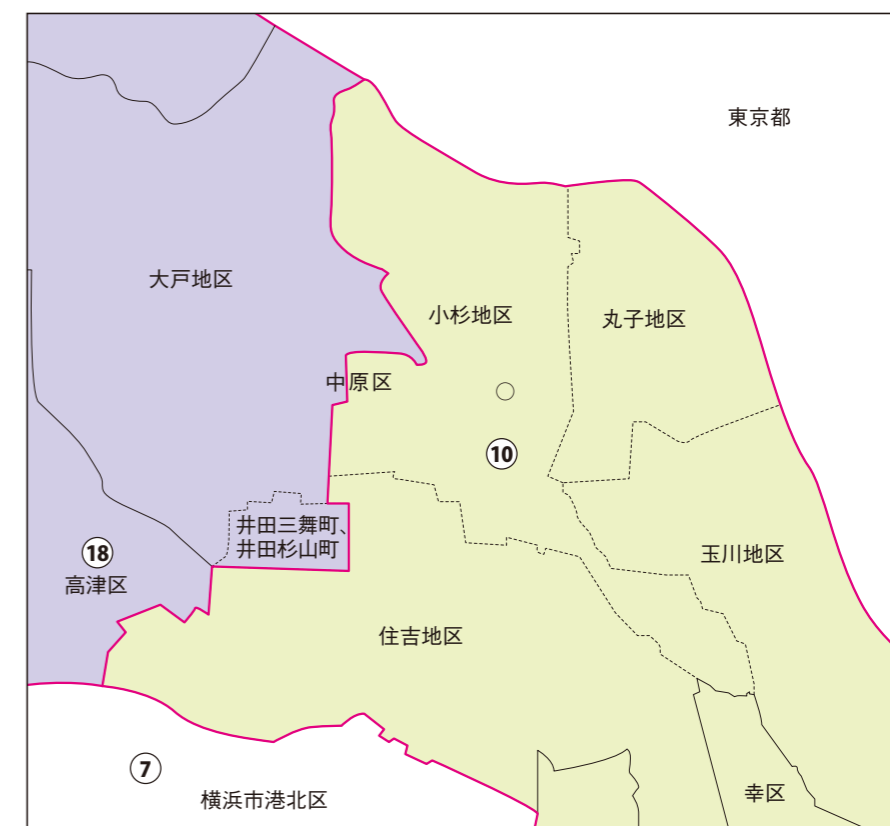 東京都
大戸地区
小杉地区
丸子地区
中原区
10
井田三舞町、
井田杉山町
18
高津区
玉川地区
住吉地区
7
横浜市港北区
幸区